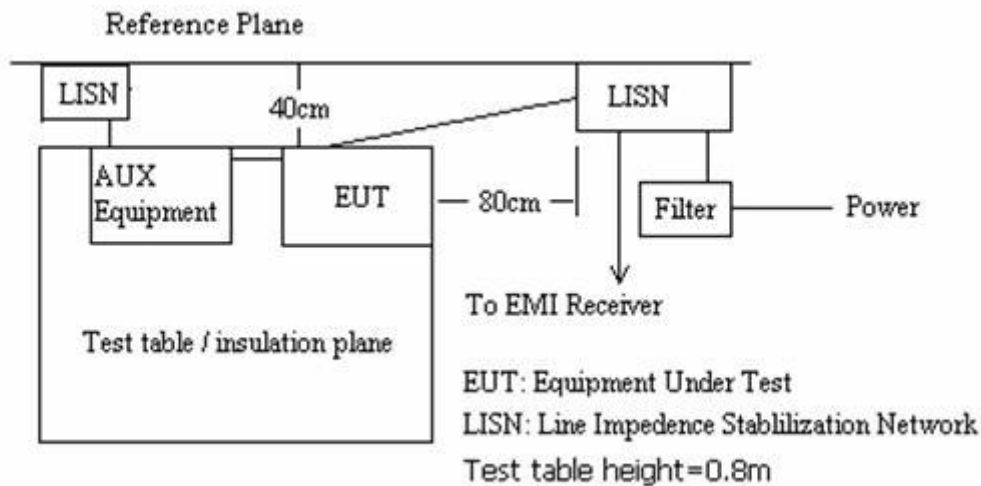 Reference Plane
LISN
40cm
LISN
AUX
Equipment
EUT
80cm
Filter
Power
To EMI Receiver
Test table / insulation plane
EUT: Equipment Under Test
LISN: Line Impedence Stablilization Network
Test table height=0.8m